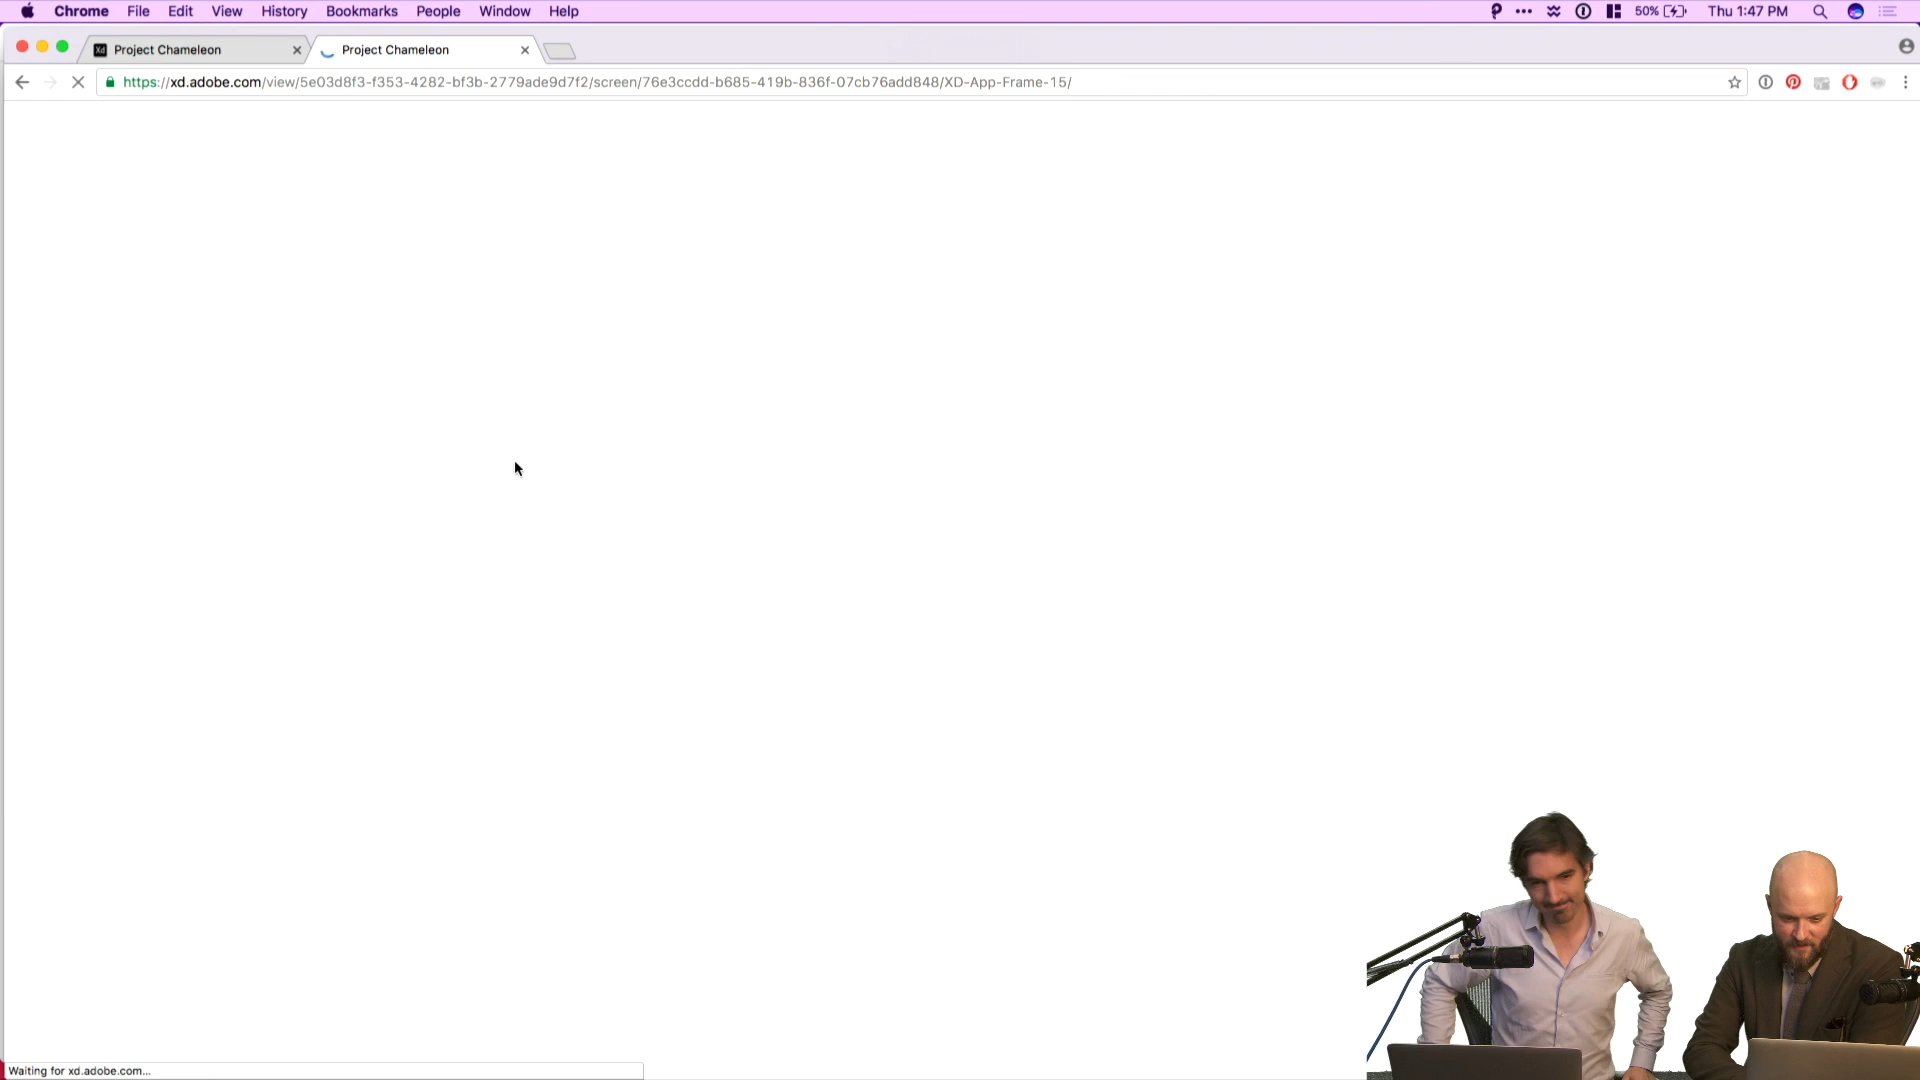 Chrome File Edit View History Bookmarks People Window Help 50% Thu 1:47 PM
Xd Project Chameleon Project Chameleon
https://xd.adobe.com/view/5e03d8f3-f353-4282-bf3b-2779ade9d7f2/screen/76e3ccdd-b685-419b-836f-07cb76add848/XD-App-Frame-15/
Waiting for xd.adobe.com...